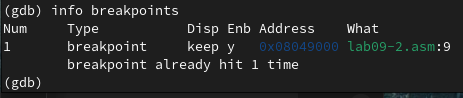 (gdb) info breakpoints
Num     Type           Disp Enb Address    What
1       breakpoint     keep y   0x08049000 lab09-2.asm:9
        breakpoint already hit 1 time
(gdb)